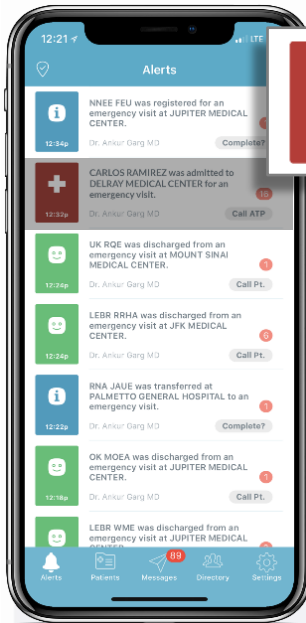 12:21
LTE
Alerts
NNEE FEU was registered for an
emergency visit at JUPITER MEDICAL
CENTER.
12:34p
Dr. Ankur Garg MD
Complete?
CARLOS RAMIREZ was admitted to
DELRAY MEDICAL CENTER for an
emergency visit.
16
12:32p
Dr. Ankur Garg MD
Call ATP
UK RQE was discharged from an
emergency visit at MOUNT SINAI
MEDICAL CENTER.
1
Dr. Ankur Garg MD
Call Pt.
LEBR RRHA was discharged from an
emergency visit at JFK MEDICAL
CENTER.
6
12:24p
Dr. Ankur Garg MD
Call Pt.
RNA JAUE was transferred at
PALMETTO GENERAL HOSPITAL to an
emergency visit.
1
12:22p
Dr. Ankur Garg MD
Complete?
OK MOEA was discharged from an
emergency visit at JUPITER MEDICAL
CENTER.
1
12:18p
Dr. Ankur Garg MD
Call Pt.
LEBR WME was discharged from an
emergency visit at JUPITER MEDICAL
CENTER.
89
Alerts
Patients
Messages
Directory
Settings